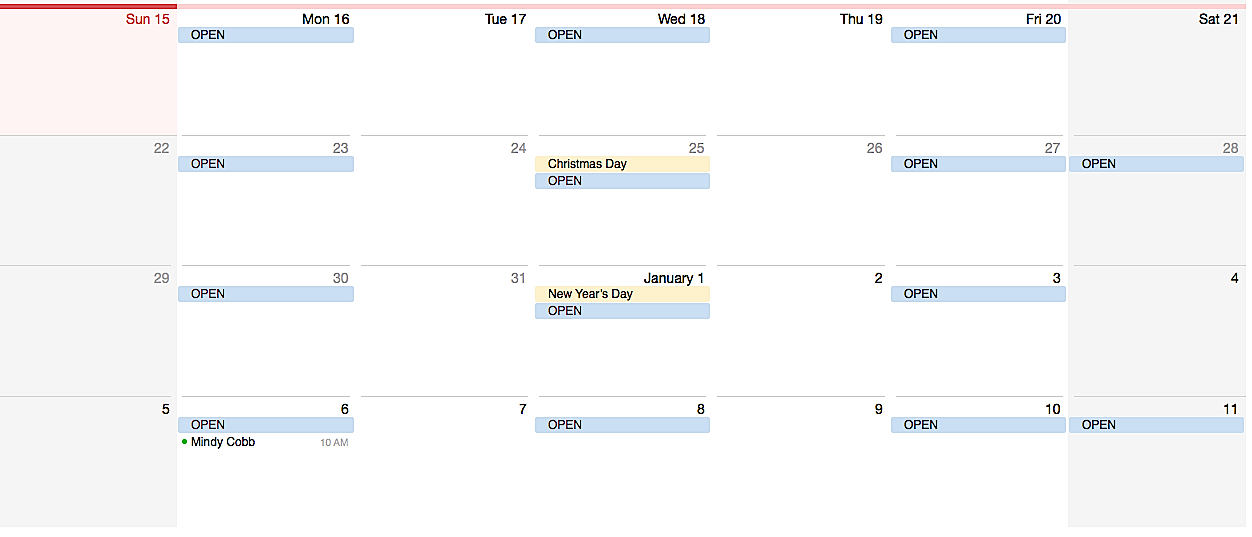 Sun 15 Mon 16 Tue 17 Wed 18 Thu 19 Fri 20 Sat 21
OPEN OPEN OPEN
22 23 24 25 26 27 28
OPEN Christmas Day OPEN OPEN
OPEN
29 30 31 January 1 2 3 4
OPEN New Year's Day OPEN
OPEN
5 6 7 8 9 10 11
OPEN OPEN OPEN OPEN
Mindy Cobb 10 AM